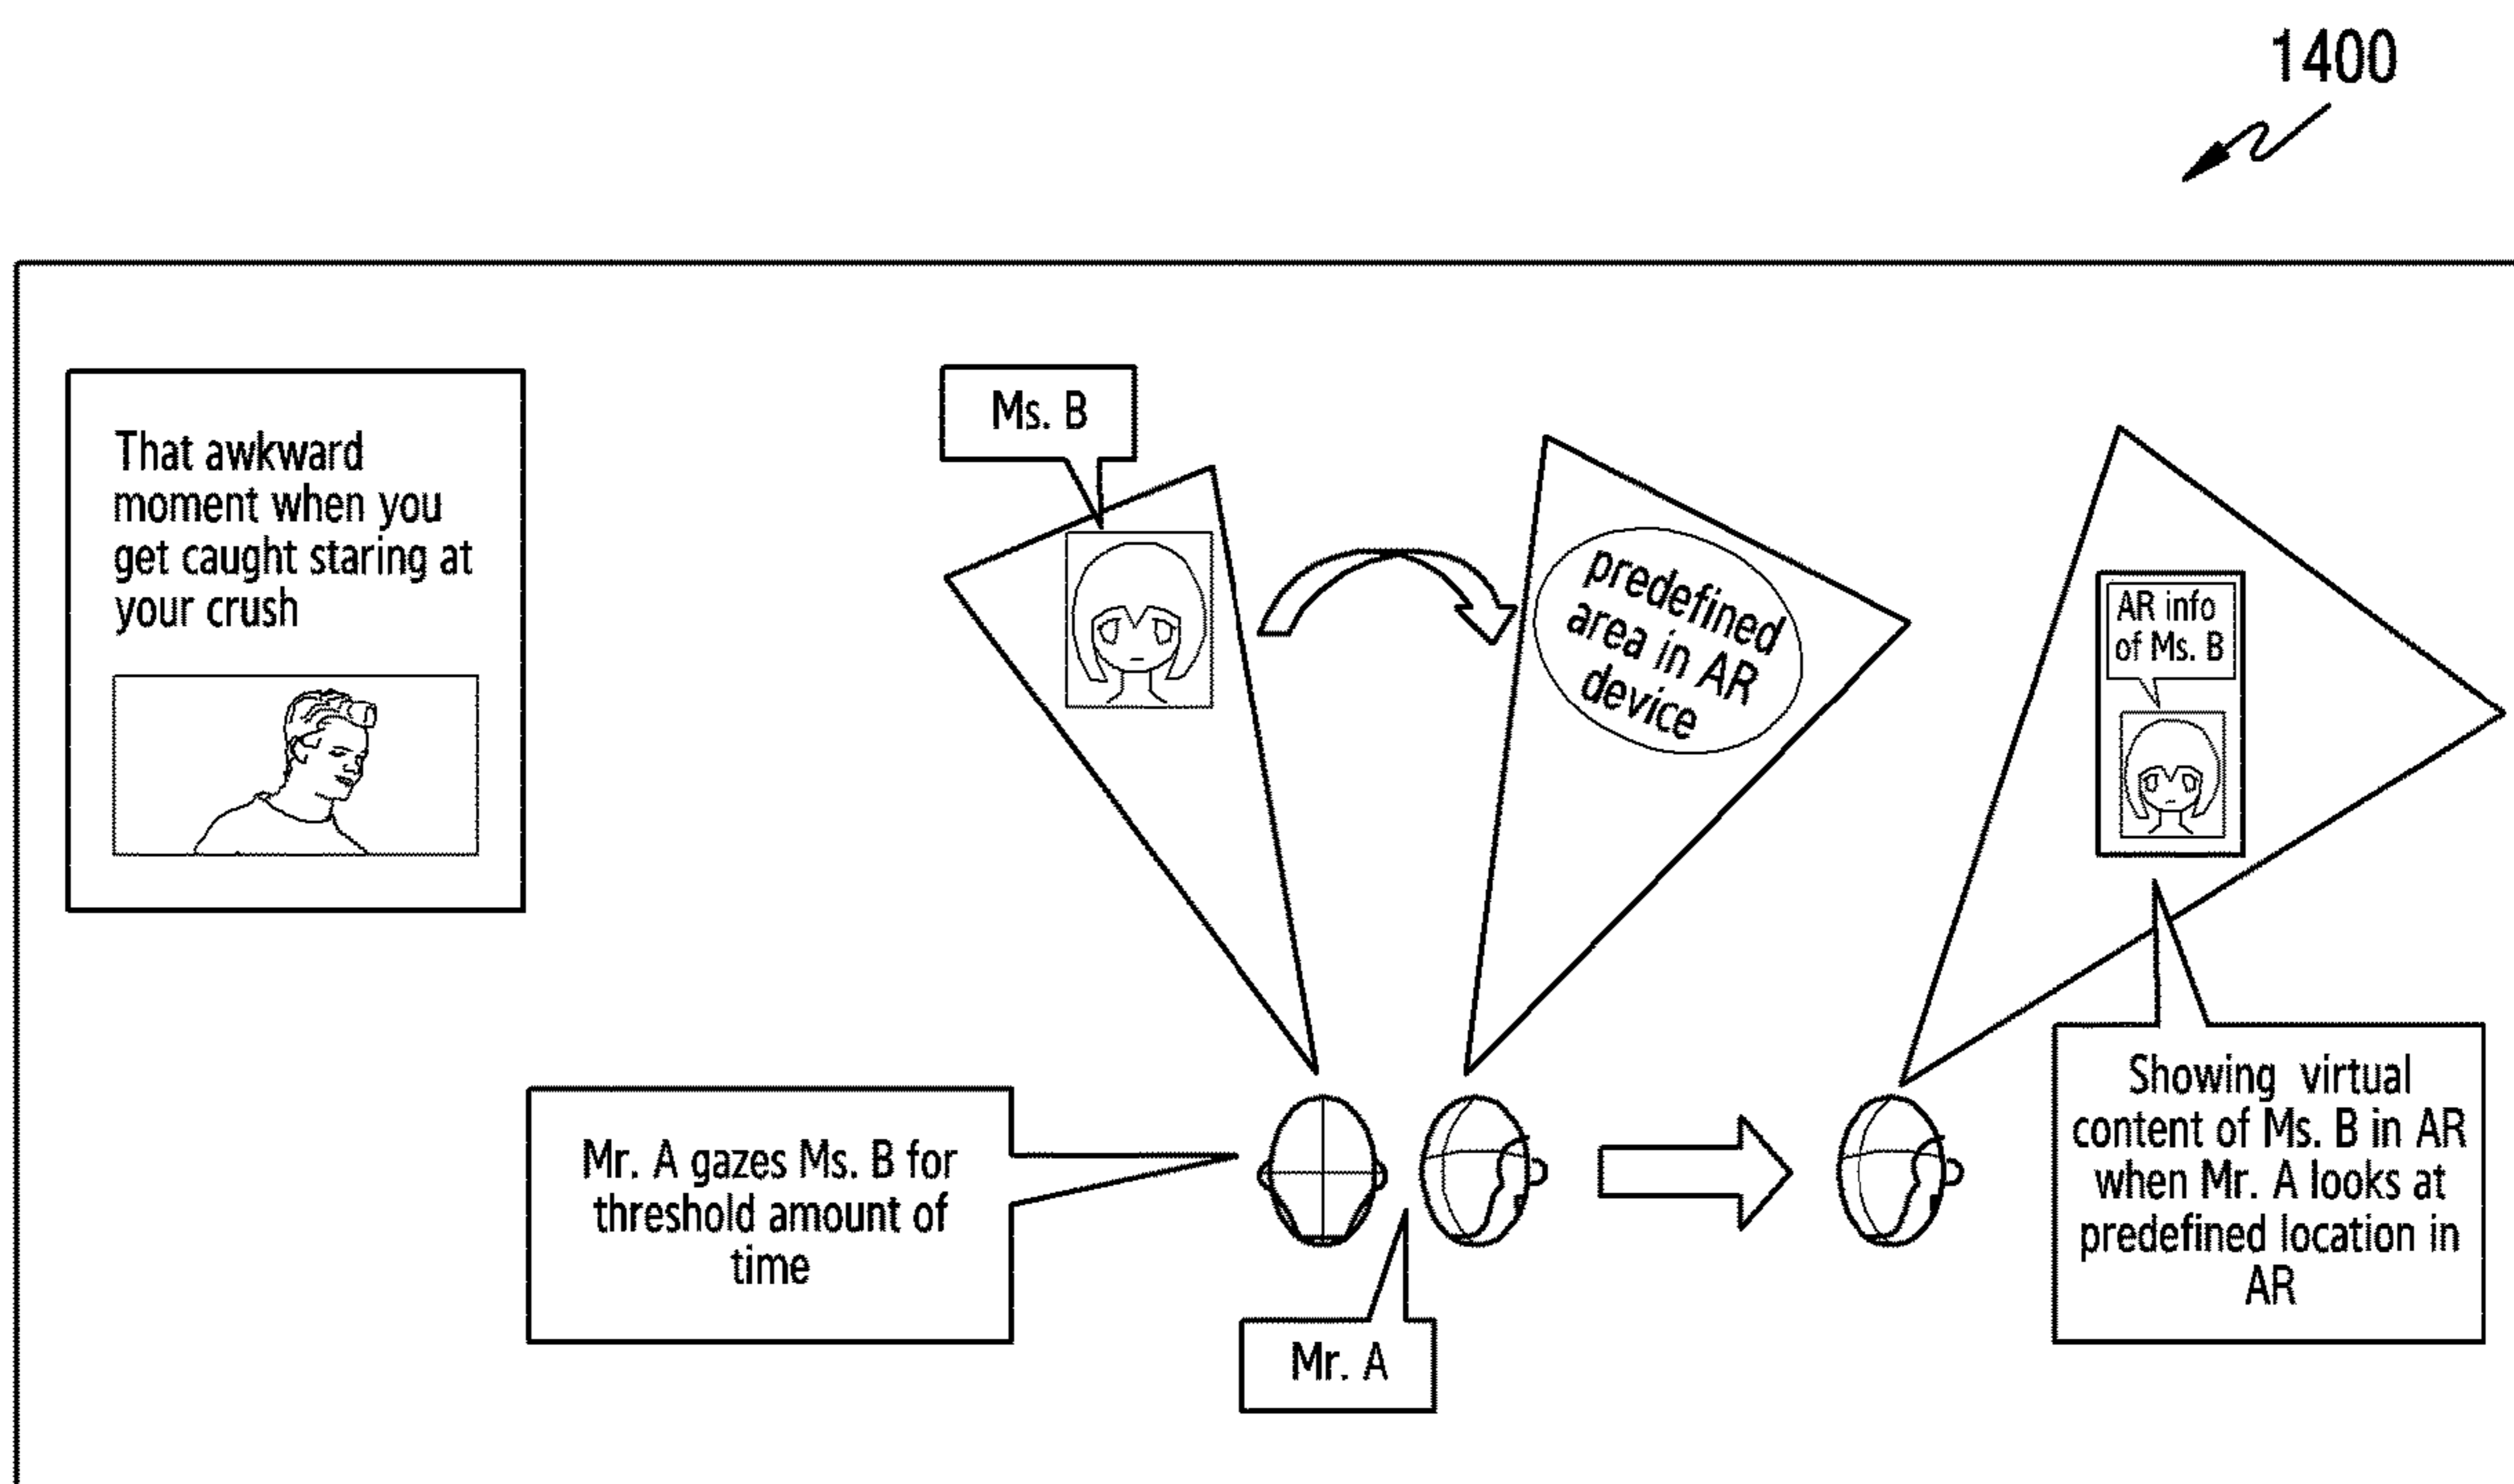 1400
That awkward
moment when you
get caught staring at
your crush
Ms. B
predefined
area in AR
device
AR info
of Ms. B
Mr. A gazes Ms. B for
threshold amount of
time
Mr. A
Showing virtual
content of Ms. B in AR
when Mr. A looks at
predefined location in
AR